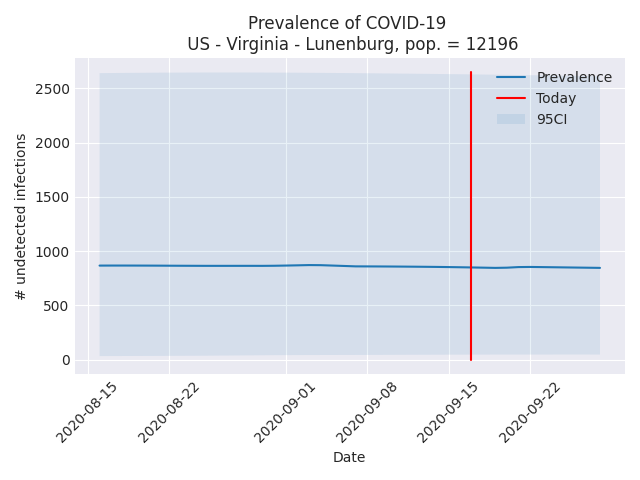 Prevalence of COVID-19
US - Virginia - Lunenburg, pop. = 12196
Prevalence
Today
95CI
# undetected infections
2500
2000
1500
1000
500
0
2020-08-15
2020-08-22
2020-09-01
2020-09-08
2020-09-15
2020-09-22
Date